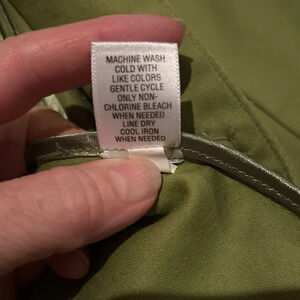 MACHINE WASH
COLD WITH
LIKE COLORS
GENTLE CYCLE
ONLY NON-
CHLORINE BLEACH
WHEN NEEDED
LINE DRY
COOL IRON
WHEN NEEDED